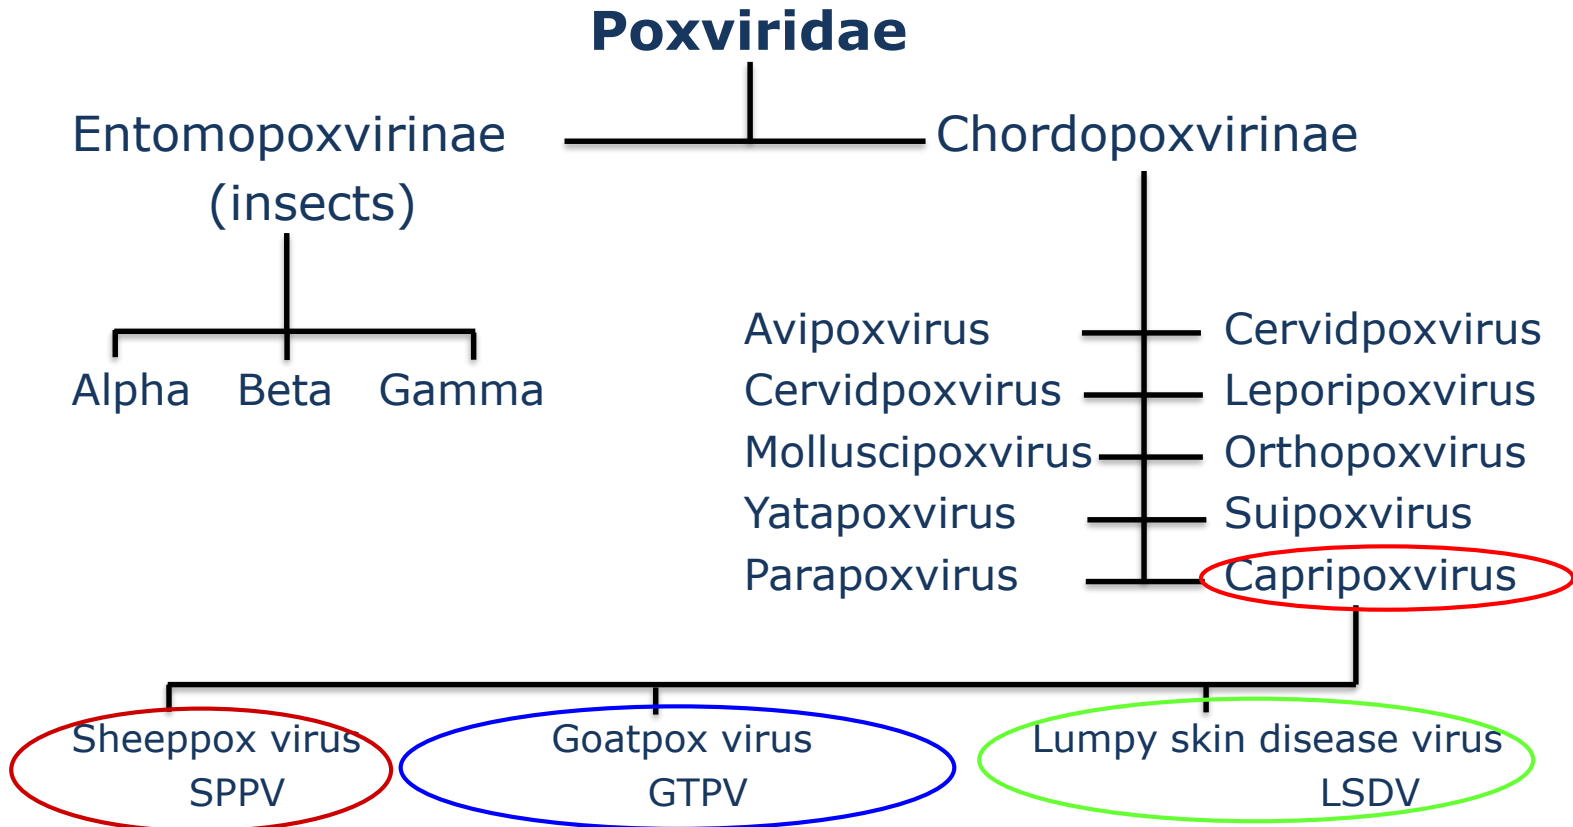 Poxviridae
Entomopoxvirinae
(insects)
Chordopoxvirinae
Alpha Beta Gamma
Avipoxvirus
Cervidpoxvirus
Cervidpoxvirus
Leporipoxvirus
Molluscipoxvirus
Orthopoxvirus
Yatapoxvirus
Suipoxvirus
Parapoxvirus
Capripoxvirus
Sheeppox virus
SPPV
Goatpox virus
GTPV
Lumpy skin disease virus
LSDV